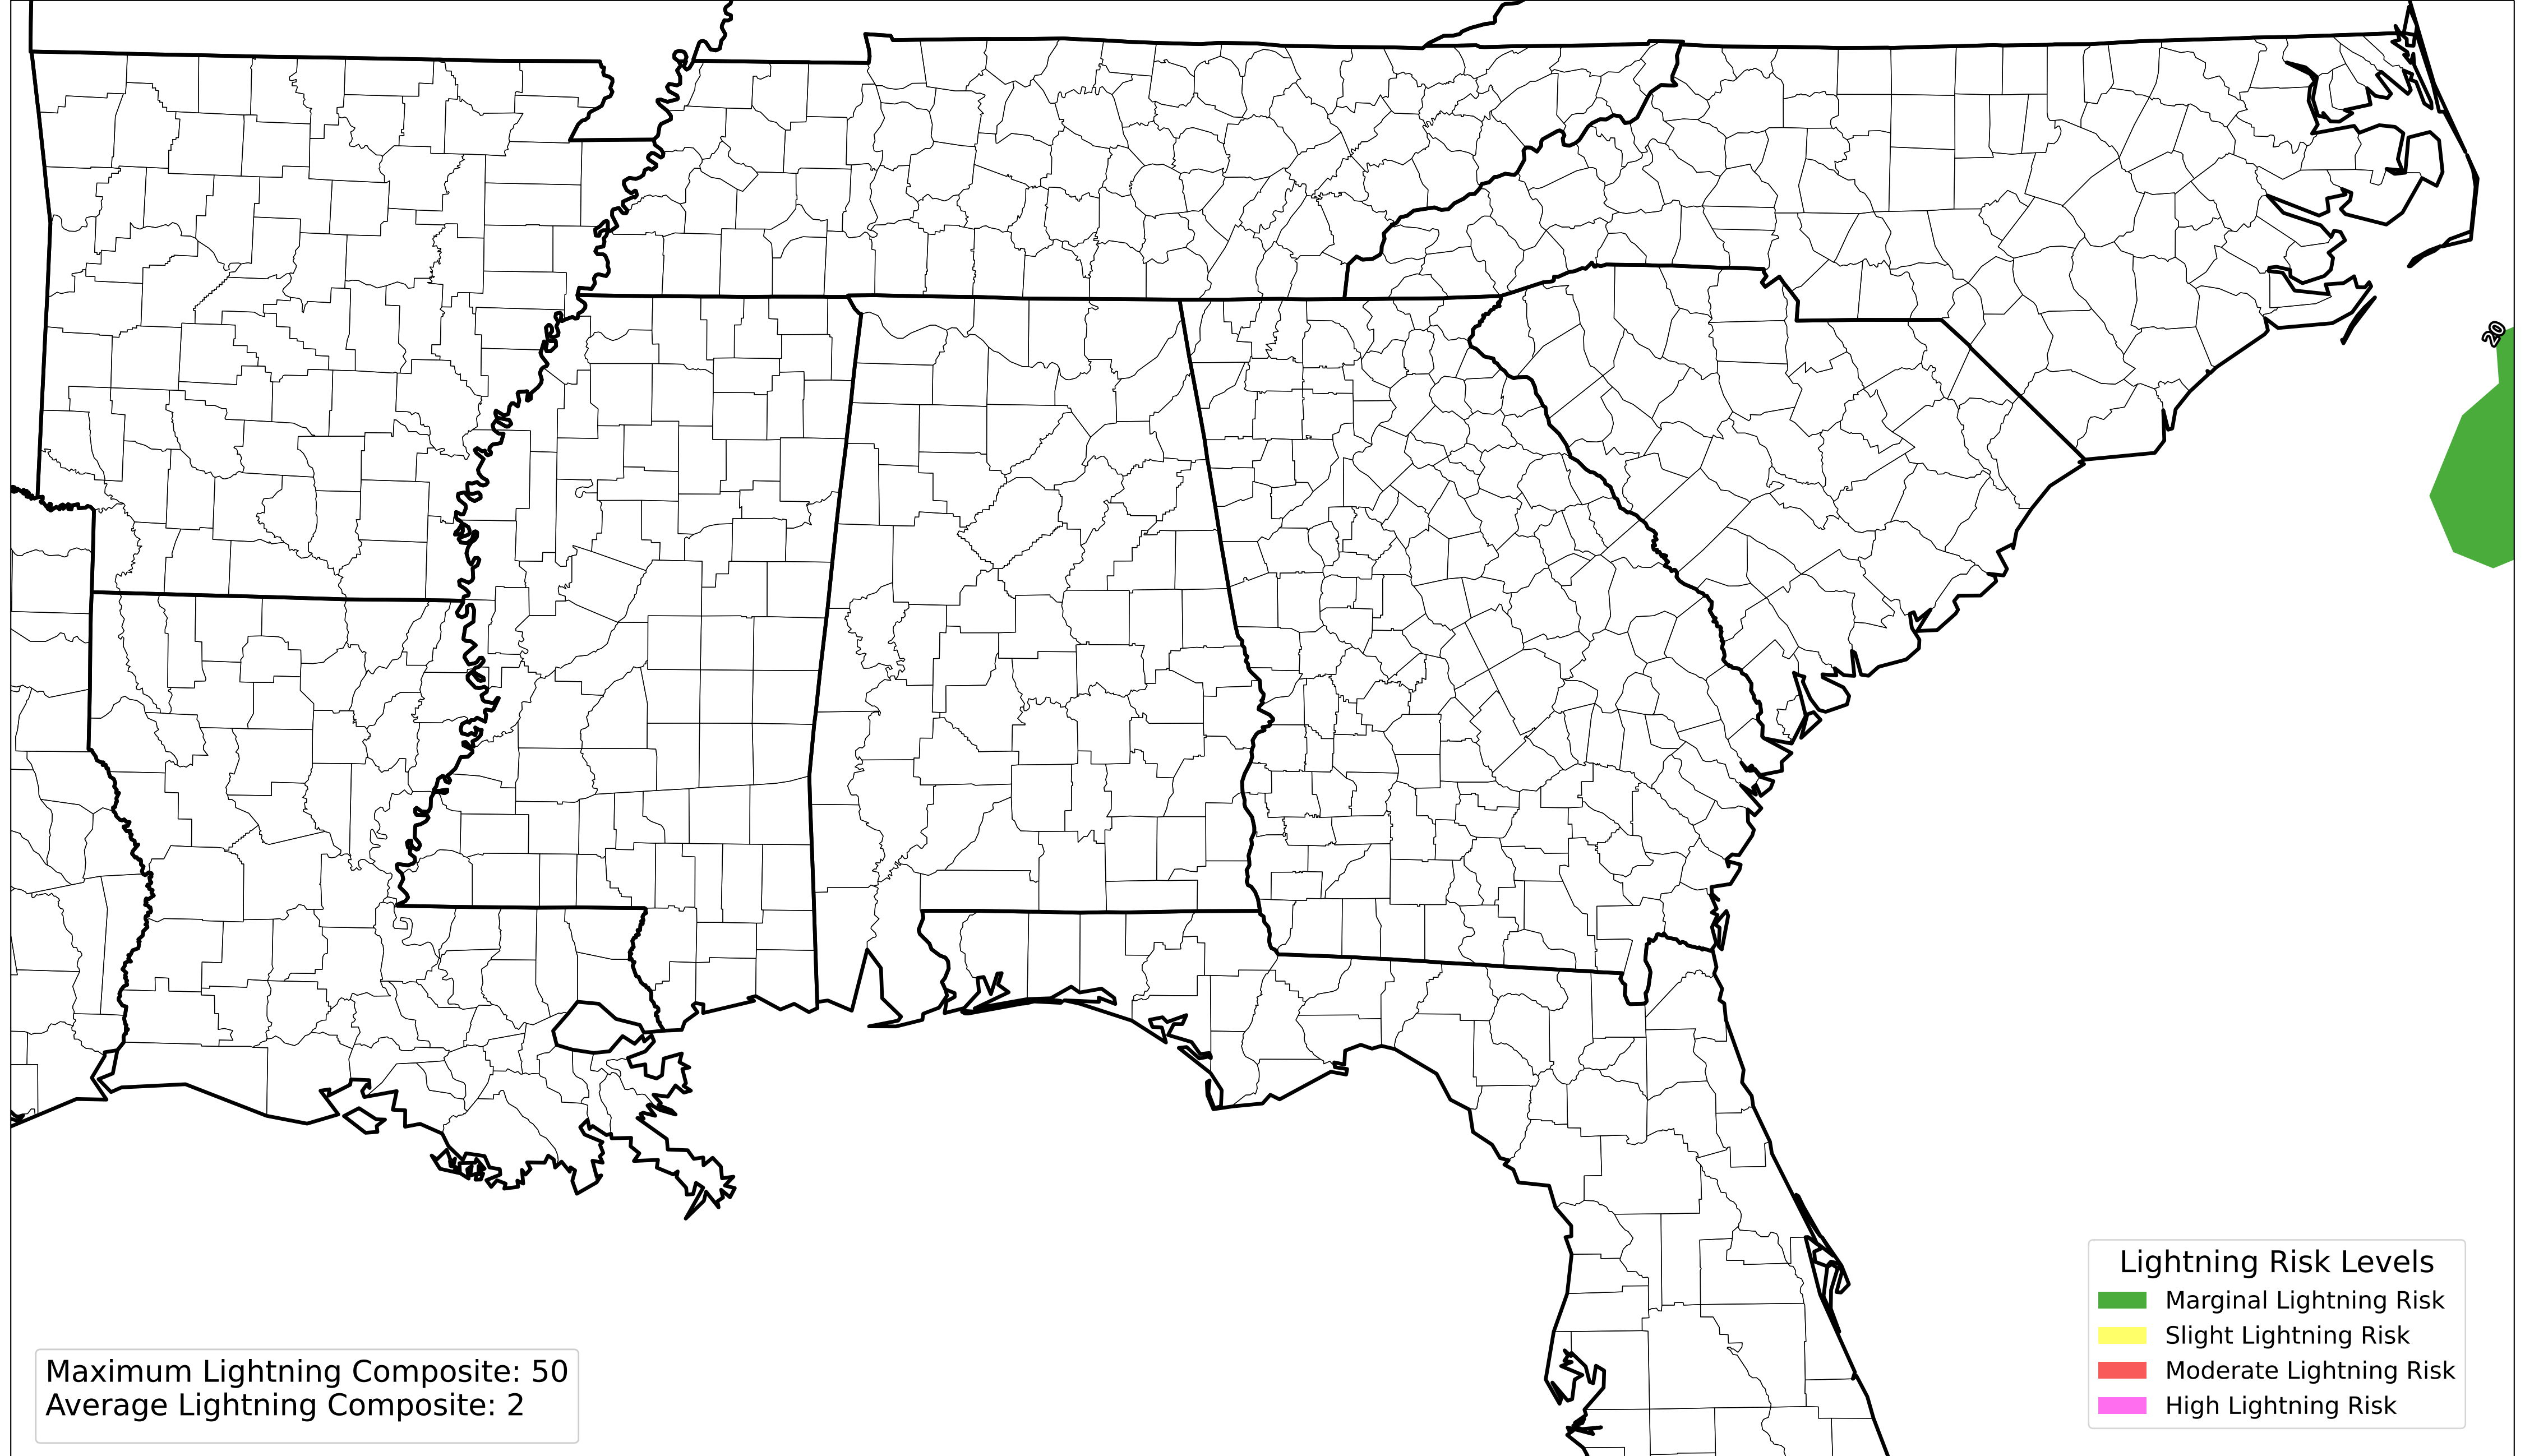 20
Lightning Risk Levels
Marginal Lightning Risk
Slight Lightning Risk
Moderate Lightning Risk
High Lightning Risk
Maximum Lightning Composite: 50
Average Lightning Composite: 2